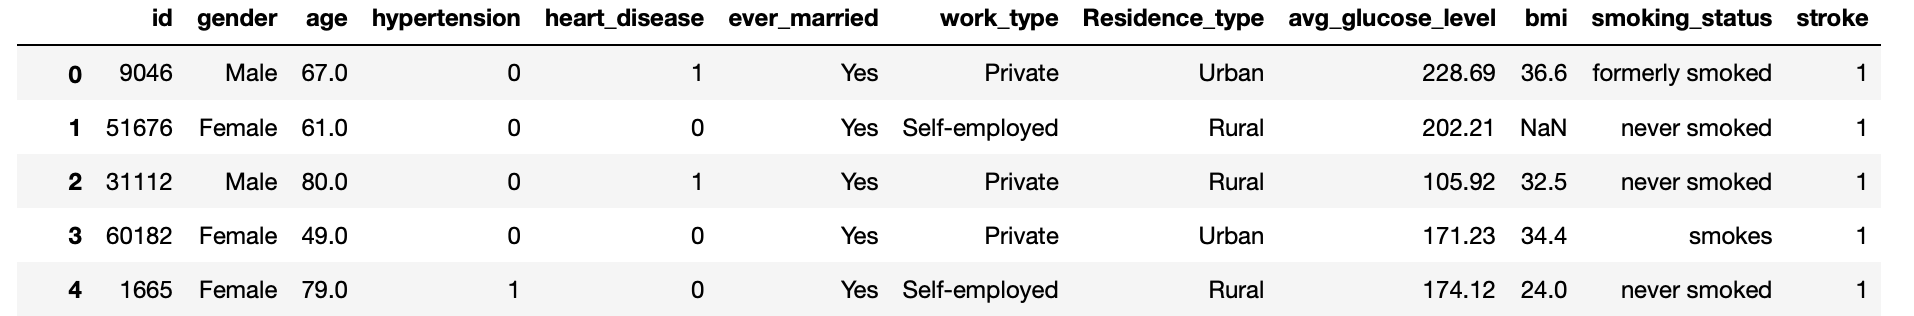 id gender age hypertension heart_disease ever_married work_type Residence_type avg_glucose_level bmi smoking_status stroke
0 9046 Male 67.0 0 1 Yes Private Urban 228.69 36.6 formerly smoked 1
1 51676 Female 61.0 0 0 Yes Self-employed Rural 202.21 NaN never smoked 1
2 31112 Male 80.0 0 1 Yes Private Rural 105.92 32.5 never smoked 1
3 60182 Female 49.0 0 0 Yes Private Urban 171.23 34.4 smokes 1
4 1665 Female 79.0 1 0 Yes Self-employed Rural 174.12 24.0 never smoked 1